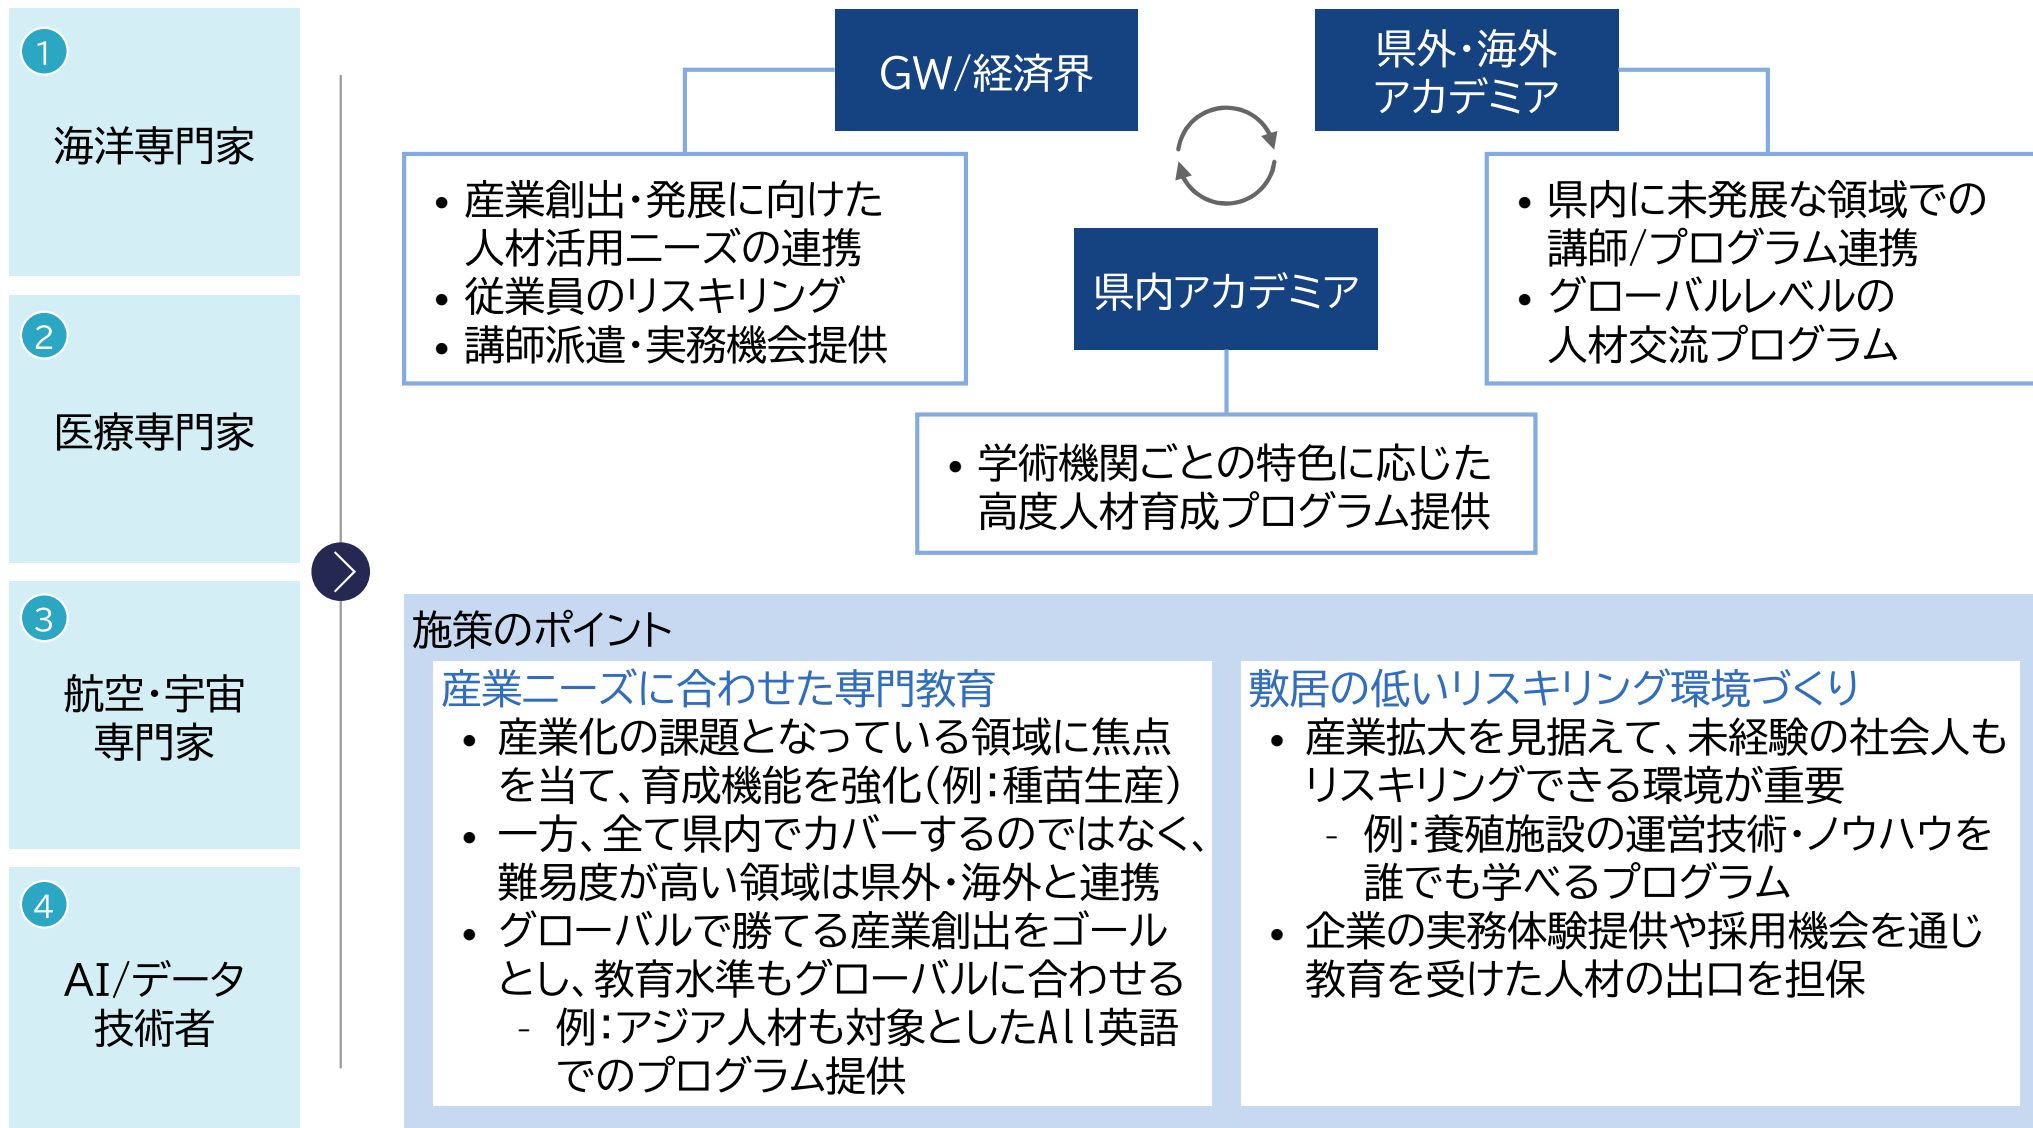 1
海洋専門家
2
医療専門家
3
航空・宇宙
専門家
4
AI/データ
技術者
GW/経済界
• 産業創出・発展に向けた
人材活用ニーズの連携
• 従業員のリスキリング
• 講師派遣・実務機会提供
県外・海外
アカデミア
• 県内に未発展な領域での
講師/プログラム連携
• グローバルレベルの
人材交流プログラム
県内アカデミア
• 学術機関ごとの特色に応じた
高度人材育成プログラム提供
施策のポイント
産業ニーズに合わせた専門教育
• 産業化の課題となっている領域に焦点
を当て、育成機能を強化(例：種苗生産)
• 一方、全て県内でカバーするのではなく、
難易度が高い領域は県外・海外と連携
• グローバルで勝てる産業創出をゴール
とし、教育水準もグローバルに合わせる
- 例：アジア人材も対象としたAll英語
でのプログラム提供
敷居の低いリスキリング環境づくり
• 産業拡大を見据えて、未経験の社会人も
リスキリングできる環境が重要
- 例：養殖施設の運営技術・ノウハウを
誰でも学べるプログラム
• 企業の実務体験提供や採用機会を通じ
教育を受けた人材の出口を担保